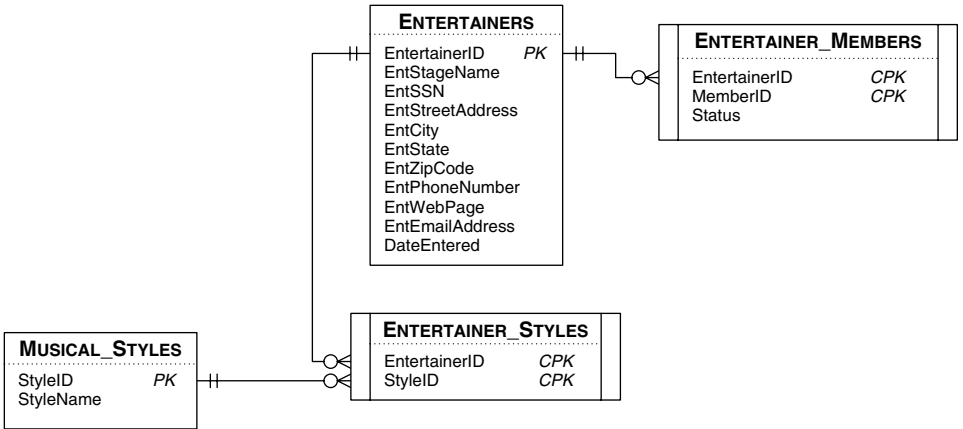 ENTERTAINERS
EntertainerID PK
EntStageName
EntSSN
EntStreetAddress
EntCity
EntState
EntZipCode
EntPhoneNumber
EntWebPage
EntEmailAddress
DateEntered
ENTERTAINER_MEMBERS
EntertainerID CPK
MemberID CPK
Status
MUSICAL_STYLES
StyleID PK
StyleName
ENTERTAINER_STYLES
EntertainerID CPK
StyleID CPK